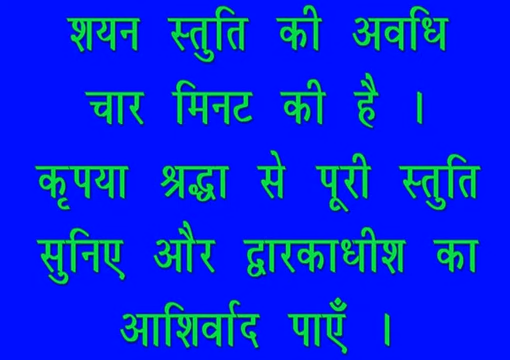 शयन स्तुति की अवधि
चार मिनट की है ।
कृपया श्रद्धा से पूरी स्तुति
सुनिए और द्वारकाधीश का
आशिर्वाद पाएँ ।